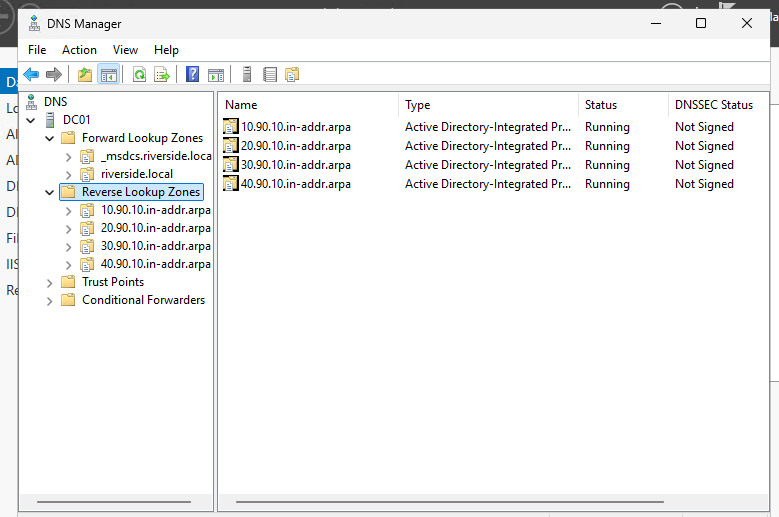 DNS Manager
File Action View Help
DNS
DC01
Forward Lookup Zones
_msdcs.riverside.loca
riverside.local
Reverse Lookup Zones
10.90.10.in-addr.arpa
20.90.10.in-addr.arpa
30.90.10.in-addr.arpa
40.90.10.in-addr.arpa
Trust Points
Conditional Forwarders
Name Type Status DNSSEC Status
10.90.10.in-addr.arpa Active Directory-Integrated Pr... Running Not Signed
20.90.10.in-addr.arpa Active Directory-Integrated Pr... Running Not Signed
30.90.10.in-addr.arpa Active Directory-Integrated Pr... Running Not Signed
40.90.10.in-addr.arpa Active Directory-Integrated Pr... Running Not Signed